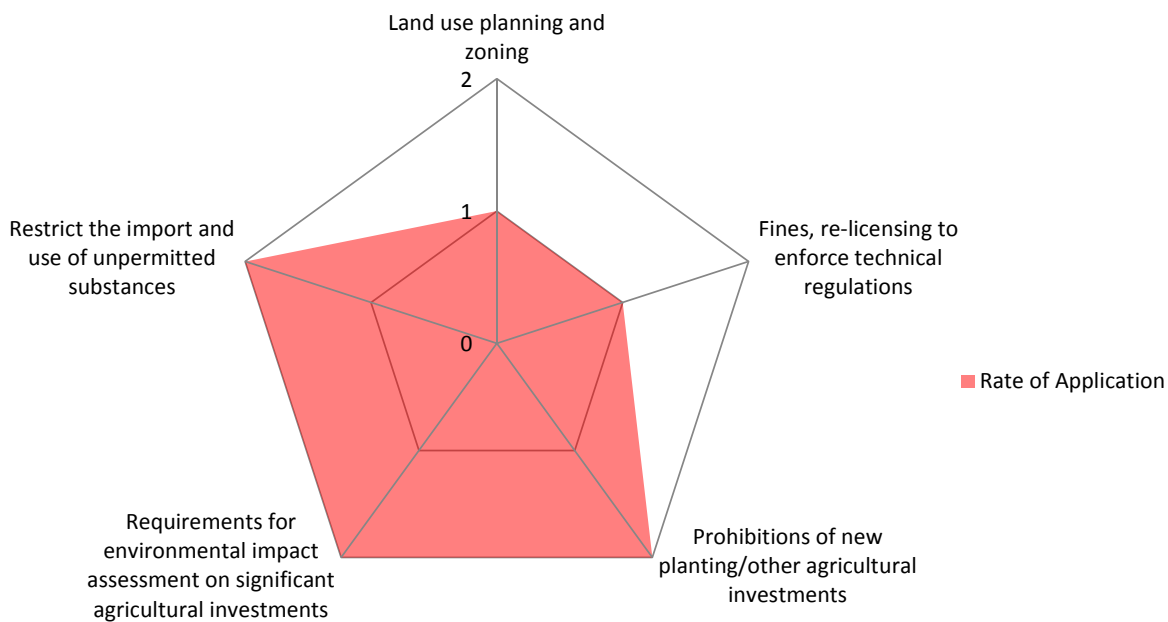 Land use planning and
zoning
2
1
0
Restrict the import and
use of unpermitted
substances
Fines, re-licensing to
enforce technical
regulations
Rate of Application
Requirements for
environmental impact
assessment on significant
agricultural investments
Prohibitions of new
planting/other agricultural
investments